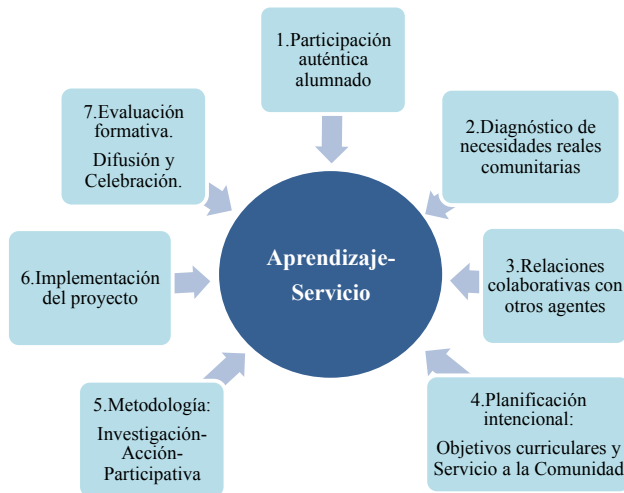 1.Participación
auténtica
alumnado
2.Diagnóstico de
necesidades reales
comunitarias
3.Relaciones
colaborativas con
otros agentes
4.Planificación
intencional:
Objetivos curriculares y
Servicio a la Comunidad
5.Metodología:
Investigación-
Acción-
Participativa
6.Implementación
del proyecto
7.Evaluación
formativa.
Difusión y
Celebración.
Aprendizaje-
Servicio